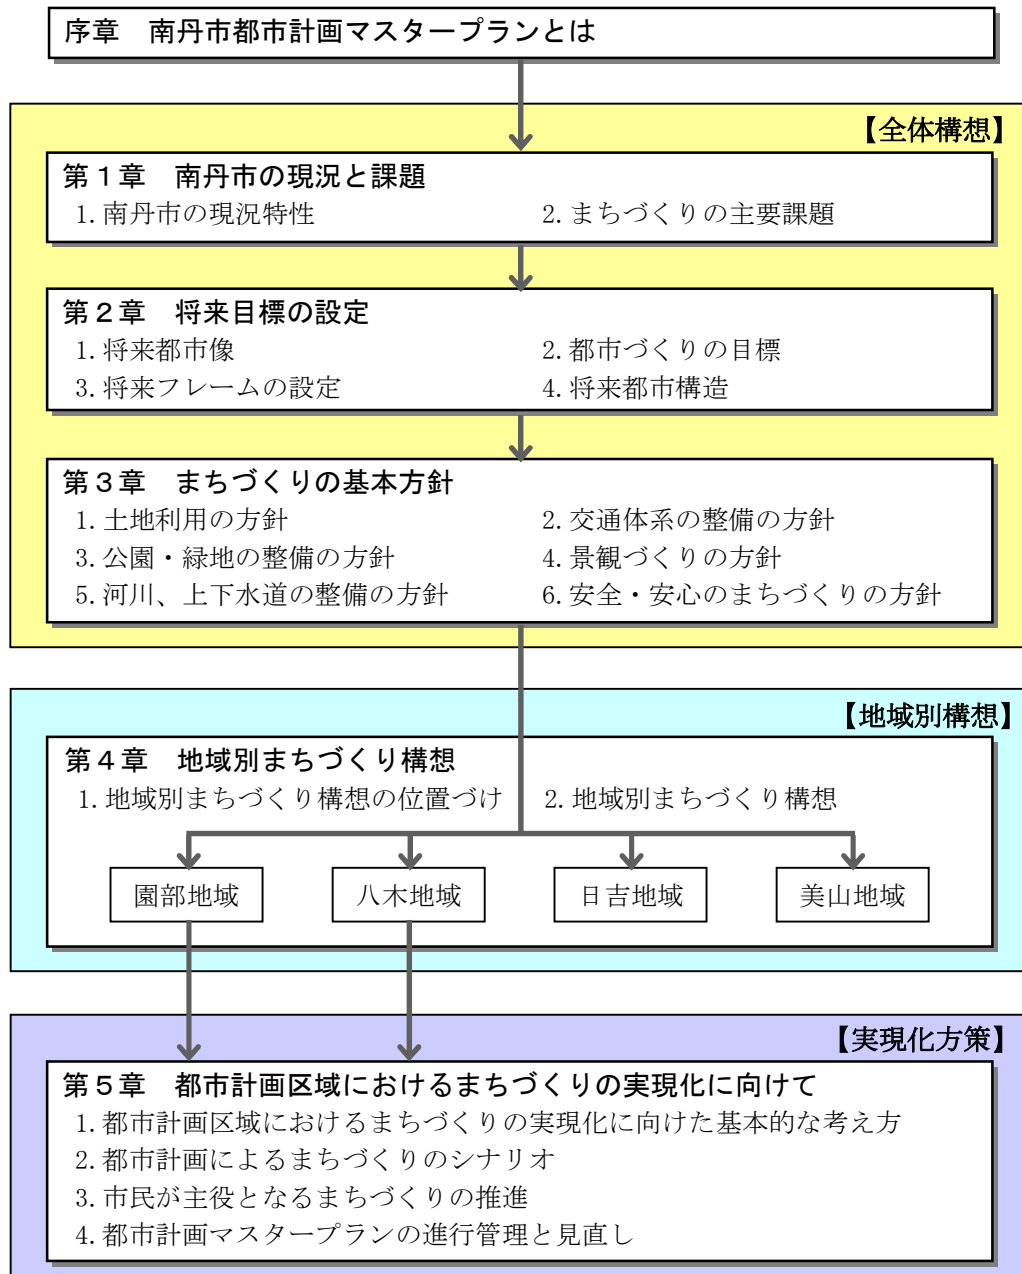 序章　南丹市都市計画マスタープランとは
【全体構想】
第１章　南丹市の現況と課題
1.南丹市の現況特性　2.まちづくりの主要課題
第２章　将来目標の設定
1.将来都市像　2.都市づくりの目標
3.将来フレームの設定　4.将来都市構造
第３章　まちづくりの基本方針
1.土地利用の方針　2.交通体系の整備の方針
3.公園・緑地の整備の方針　4.景観づくりの方針
5.河川、上下水道の整備の方針　6.安全・安心のまちづくりの方針
【地域別構想】
第４章　地域別まちづくり構想
1.地域別まちづくり構想の位置づけ　2.地域別まちづくり構想
園部地域　八木地域　日吉地域　美山地域
【実現化方策】
第５章　都市計画区域におけるまちづくりの実現化に向けて
1.都市計画区域におけるまちづくりの実現化に向けた基本的な考え方
2.都市計画によるまちづくりのシナリオ
3.市民が主役となるまちづくりの推進
4.都市計画マスタープランの進行管理と見直し